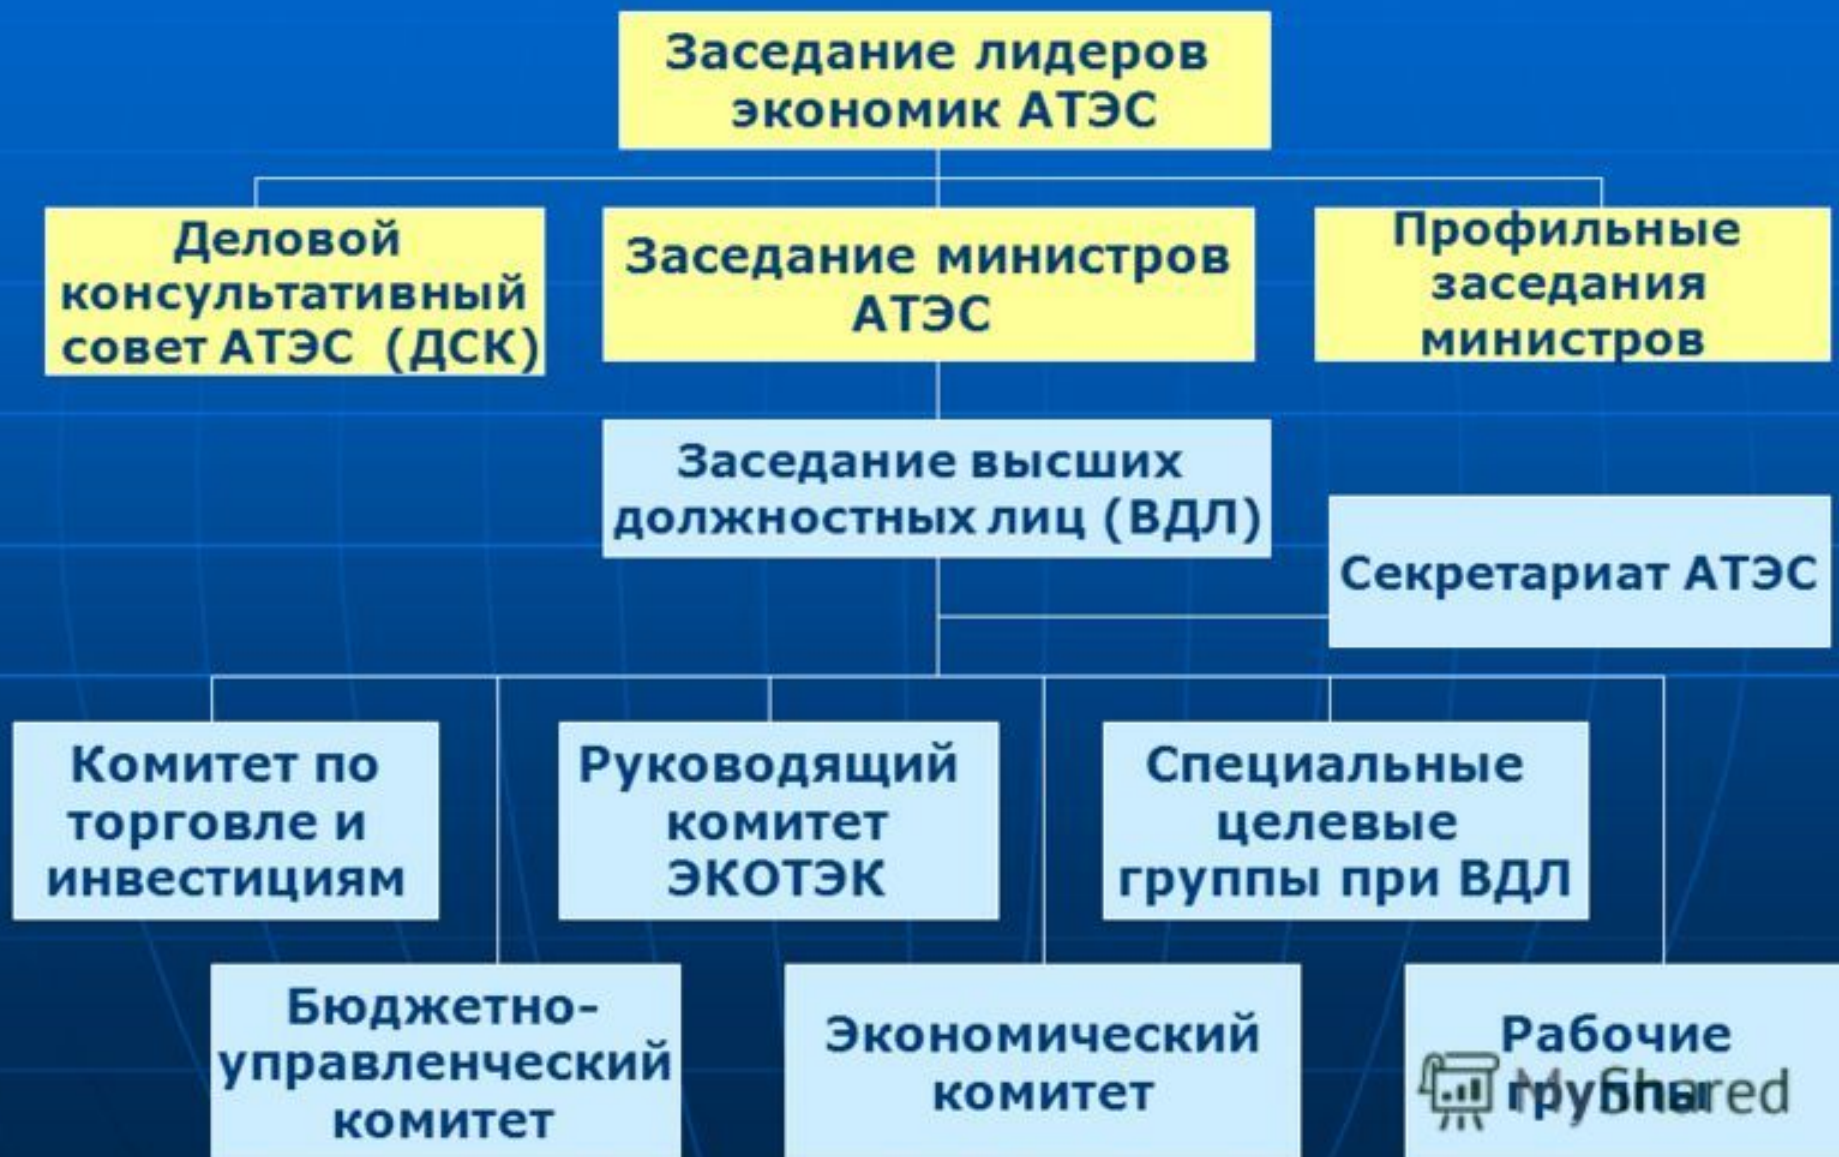 Заседание лидеров
экономик АТЭС
Деловой
консультативный
совет АТЭС (ДСК)
Заседание министров
АТЭС
Профильные
заседания
министров
Заседание высших
должностных лиц (ВДЛ)
Секретариат АТЭС
Комитет по
торговле и
инвестициям
Руководящий
комитет
ЭКОТЭК
Специальные
целевые
группы при ВДЛ
Бюджетно-
управленческий
комитет
Экономический
комитет
Рабочие
группы
MyShared